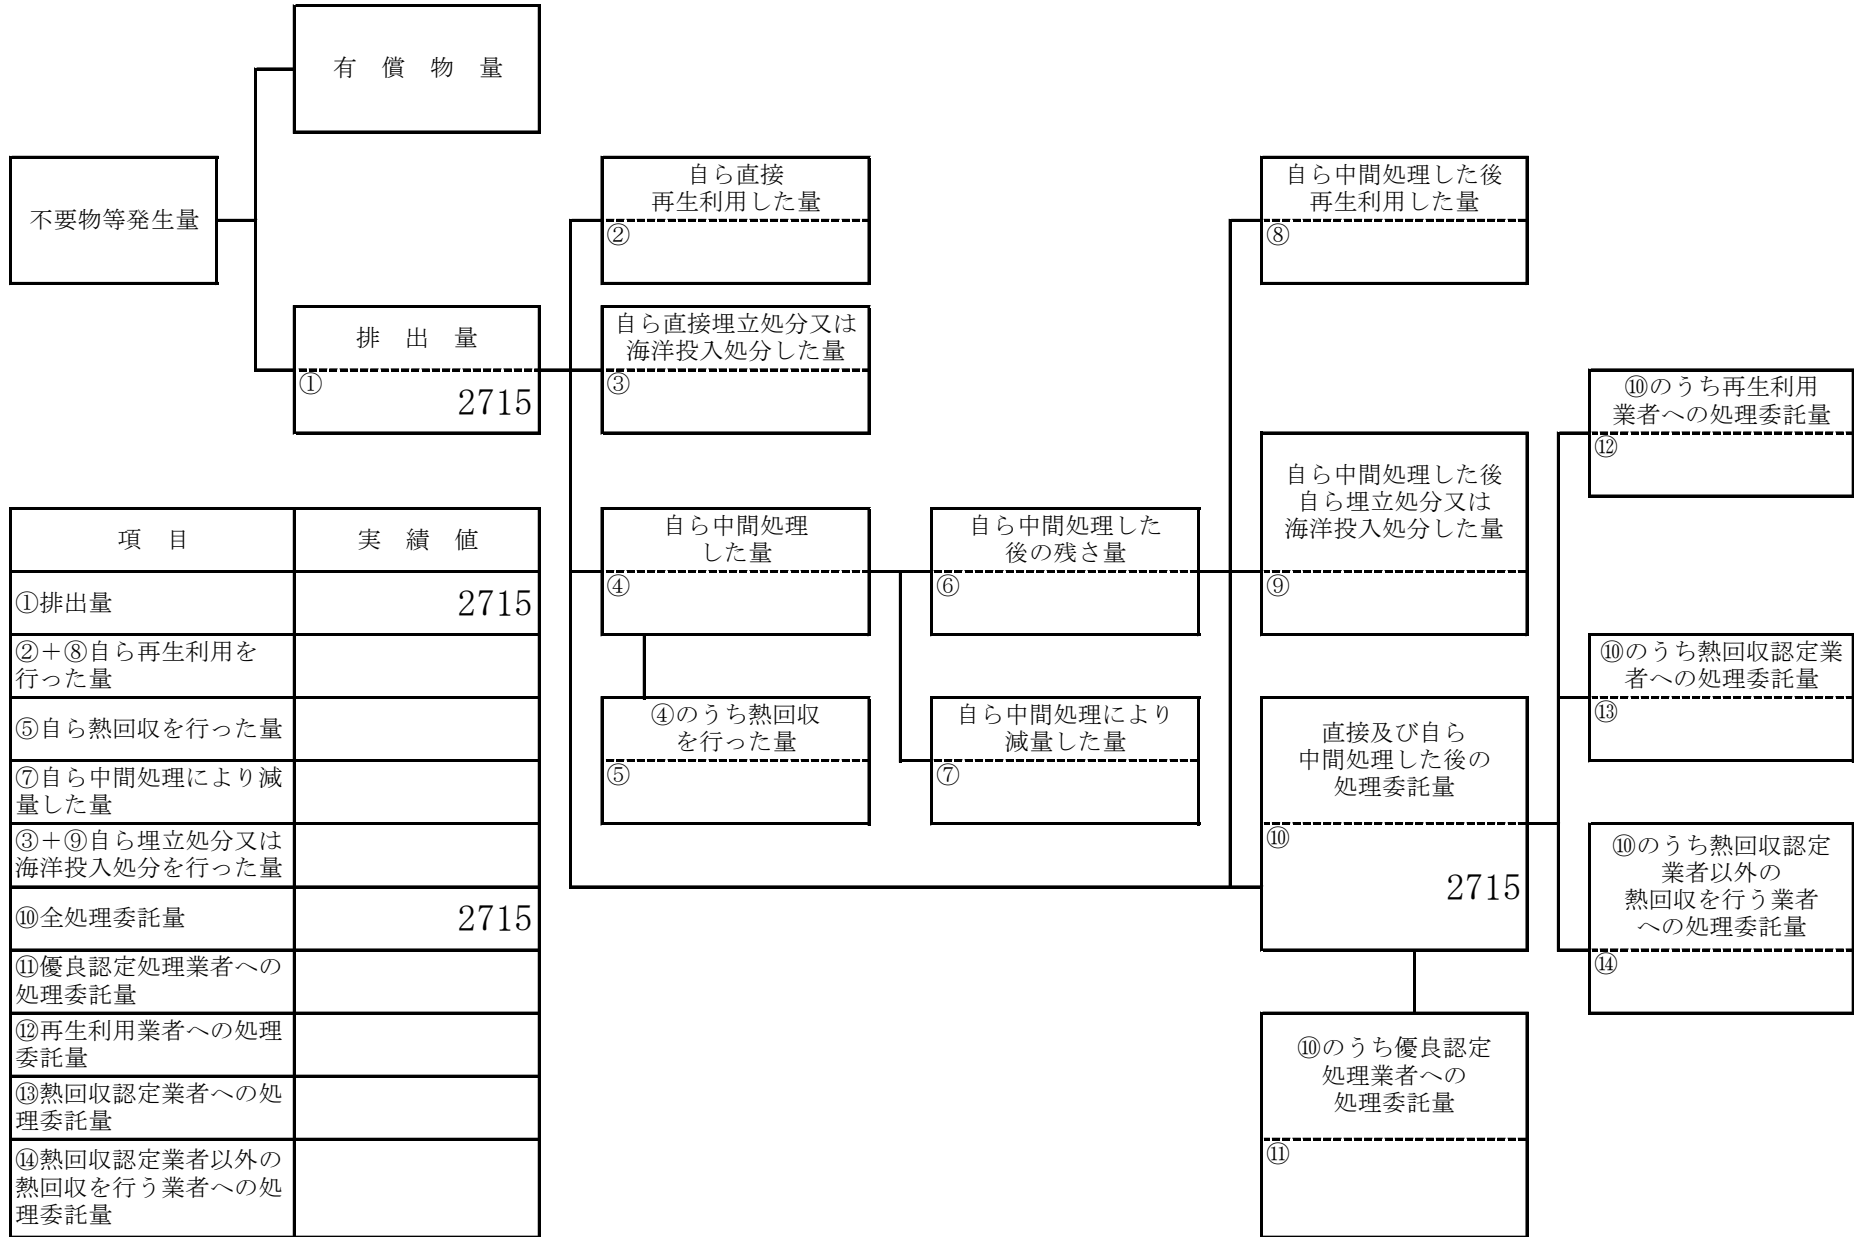 有 償 物 量
不要物等発生量
排 出 量
①
2715
自ら直接
再生利用した量
②
自ら直接埋立処分又は
海洋投入処分した量
③
自ら中間処理
した量
④
④のうち熱回収
を行った量
⑤
自ら中間処理した
後の残さ量
⑥
自ら中間処理により
減量した量
⑦
自ら中間処理した後
再生利用した量
⑧
自ら中間処理した後
自ら埋立処分又は
海洋投入処分した量
⑨
直接及び自ら
中間処理した後の
処理委託量
⑩
2715
⑩のうち優良認定
処理業者への
処理委託量
⑪
⑩のうち再生利用
業者への処理委託量
⑫
⑩のうち熱回収認定業
者への処理委託量
⑬
⑩のうち熱回収認定
業者以外の
熱回収を行う業者
への処理委託量
⑭
項 目 実 績 値
①排出量 2715
②+⑧自ら再生利用を
行った量
⑤自ら熱回収を行った量
⑦自ら中間処理により減
量した量
③+⑨自ら埋立処分又は
海洋投入処分を行った量
⑩全処理委託量 2715
⑪優良認定処理業者への
処理委託量
⑫再生利用業者への処理
委託量
⑬熱回収認定業者への処
理委託量
⑭熱回収認定業者以外の
熱回収を行う業者への処
理委託量